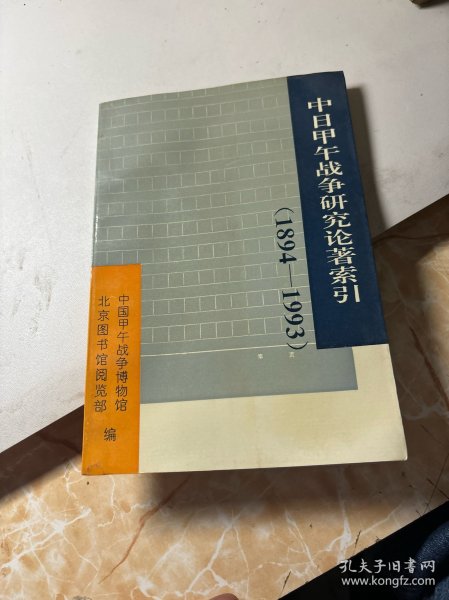 中日甲午战争研究论著索引
(1894—1993)
中国甲午战争博物馆
北京图书馆阅览部
编
孔夫子旧书网
www.kongfz.com